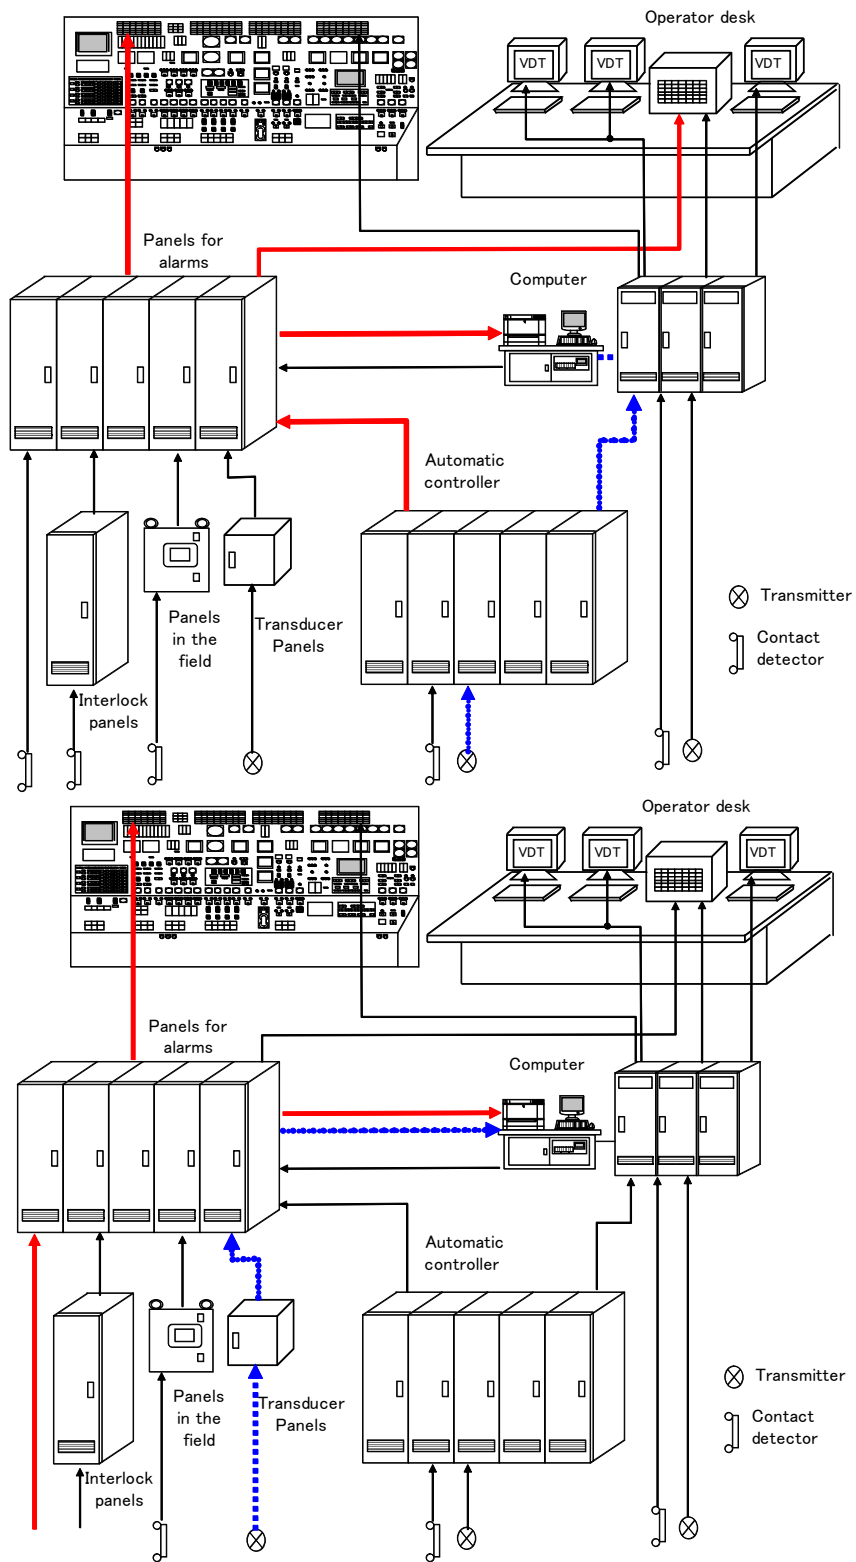 Operator desk
VDT
VDT
VDT
Panels for
alarms
Computer
Automatic
controller
Transmitter
Panels
in the
field
Transducer
Panels
Contact
detector
Interlock
panels
Operator desk
VDT
VDT
VDT
Panels for
alarms
Computer
Automatic
controller
Transmitter
Panels
in the
field
Transducer
Panels
Contact
detector
Interlock
panels